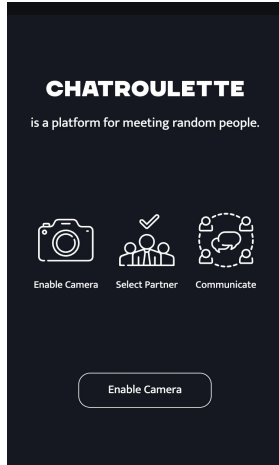 CHATROULETTE
is a platform for meeting random people.
Enable Camera
Select Partner
Communicate
Enable Camera